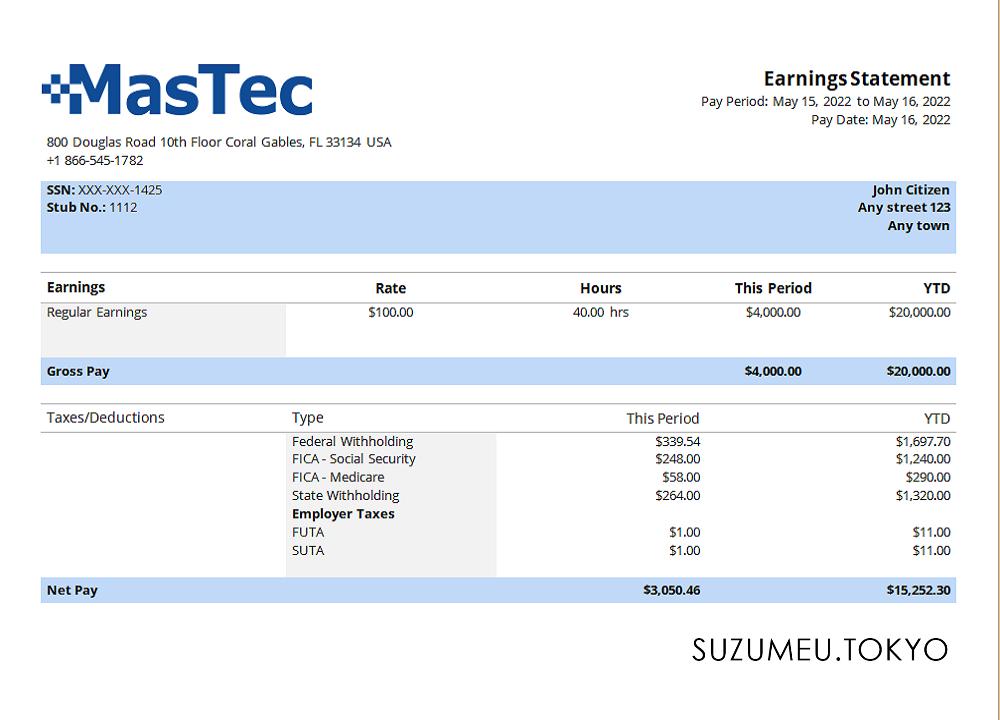 MasTec
Earnings Statement
Pay Period: May 15, 2022 to May 16, 2022
Pay Date: May 16, 2022
800 Douglas Road 10th Floor Coral Gables, FL 33134 USA
+1 866-545-1782
SSN: XXX-XXX-1425 John Citizen
Stub No.: 1112 Any street 123
Any town
Earnings Rate Hours This Period YTD
Regular Earnings $100.00 40.00 hrs $4,000.00 $20,000.00
Gross Pay $4,000.00 $20,000.00
Taxes/Deductions Type This Period YTD
Federal Withholding $339.54 $1,697.70
FICA - Social Security $248.00 $1,240.00
FICA - Medicare $58.00 $290.00
State Withholding $264.00 $1,320.00
Employer Taxes
FUTA $1.00 $11.00
SUTA $1.00 $11.00
Net Pay $3,050.46 $15,252.30
SUZUMEU.TOKYO